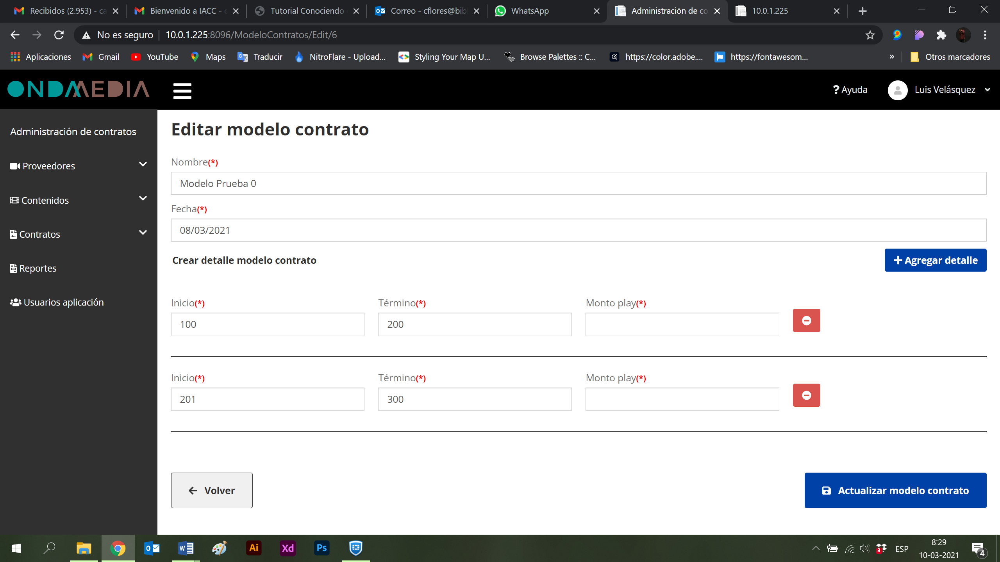 Recibidos (2.953) - ca
Bienvenido a IACC - c
Tutorial Conociendo
Correo - cflores@bib
WhatsApp
Administración de co
10.0.1.225
No es seguro
10.0.1.225:8096/ModeloContratos/Edit/6
Aplicaciones
Gmail
YouTube
Maps
Traducir
NitroFlare - Upload...
Styling Your Map U...
Browse Palettes :: C...
https://color.adobe....
https://fontawesom...
»
Otros marcadores
ONDAMEDIA
? Ayuda
Luis Velásquez
Administración de contratos
Proveedores
Contenidos
Contratos
Reportes
Usuarios aplicación
Editar modelo contrato
Nombre(*)
Modelo Prueba 0
Fecha(*)
08/03/2021
Crear detalle modelo contrato
+ Agregar detalle
Inicio(*) Término(*) Monto play(*)
100 200
Inicio(*) Término(*) Monto play(*)
201 300
Volver
Actualizar modelo contrato
Ai
Xd
Ps
3
ESP
8:29
10-03-2021
4